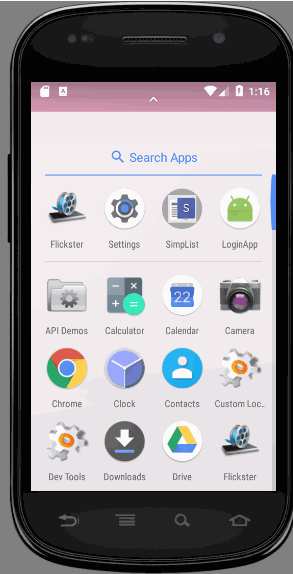 1:16
Search Apps
Flickster Settings SimpList LoginApp
S
22
API Demos Calculator Calendar Camera
Chrome Clock Contacts Custom Loc..
Dev Tools Downloads Drive Flickster